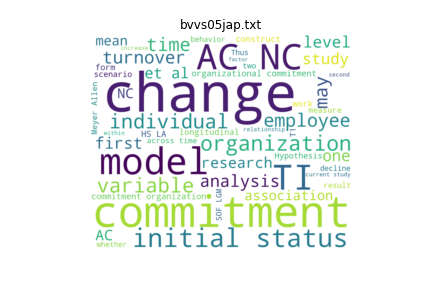 bvvs05jap.txt
mean
form
scenario
time
behavior
increase
factor
Thus
two
construct
level
second
turnover
AC NC
study
et al
organizational commitment
work
Meyer Allen
NC
change
may
measure
individual
employee
HS LA
longitudinal
relationship
T1
first
across time
organization
within
model
research
Hypothesis
one
decline
TI
current study
variable
analysis
association
result
commitment organization
SOF LGM
commitment
AC
whether
initial status